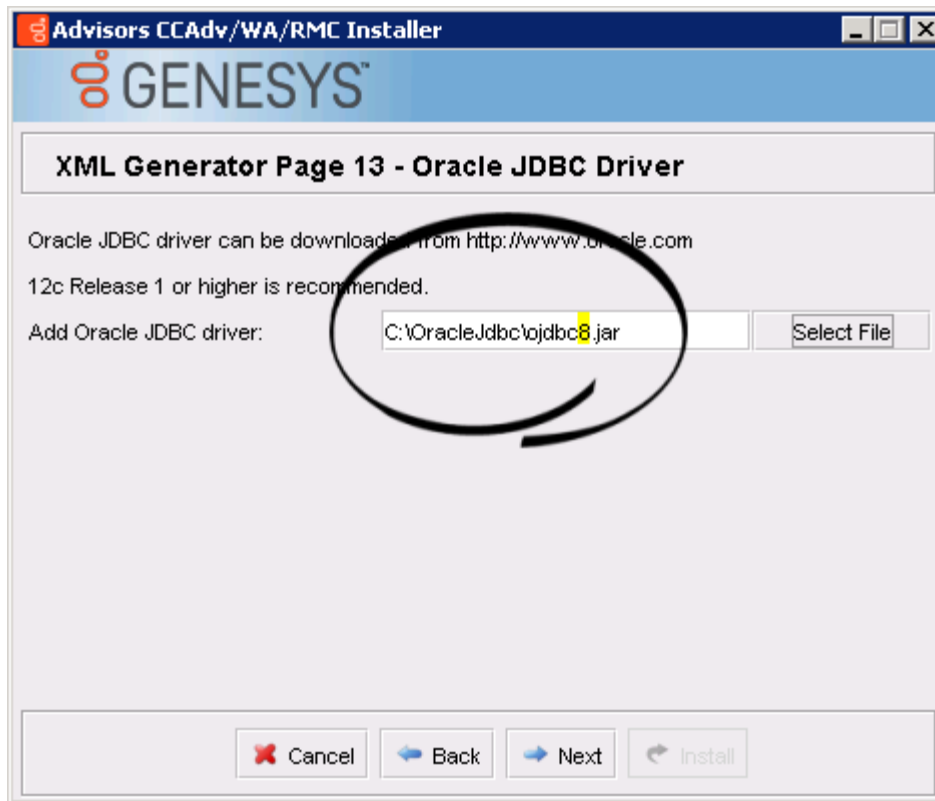 Advisors CCAdv/WA/RMC Installer
GENESYS™
XML Generator Page 13 - Oracle JDBC Driver
Oracle JDBC driver can be downloaded from http://www.oracle.com
12c Release 1 or higher is recommended.
Add Oracle JDBC driver: C:\OracleJdbc\ojdbc8.jar Select File
Cancel Back Next Install